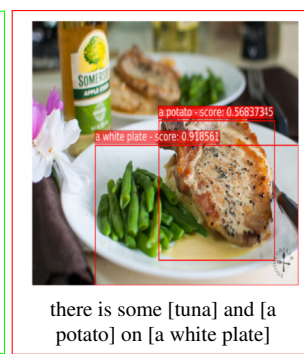 SOMERSBY
APPLE CIDER
a potato - score: 0.56837345
a white plate - score: 0.918561
there is some [tuna] and [a
potato] on [a white plate]